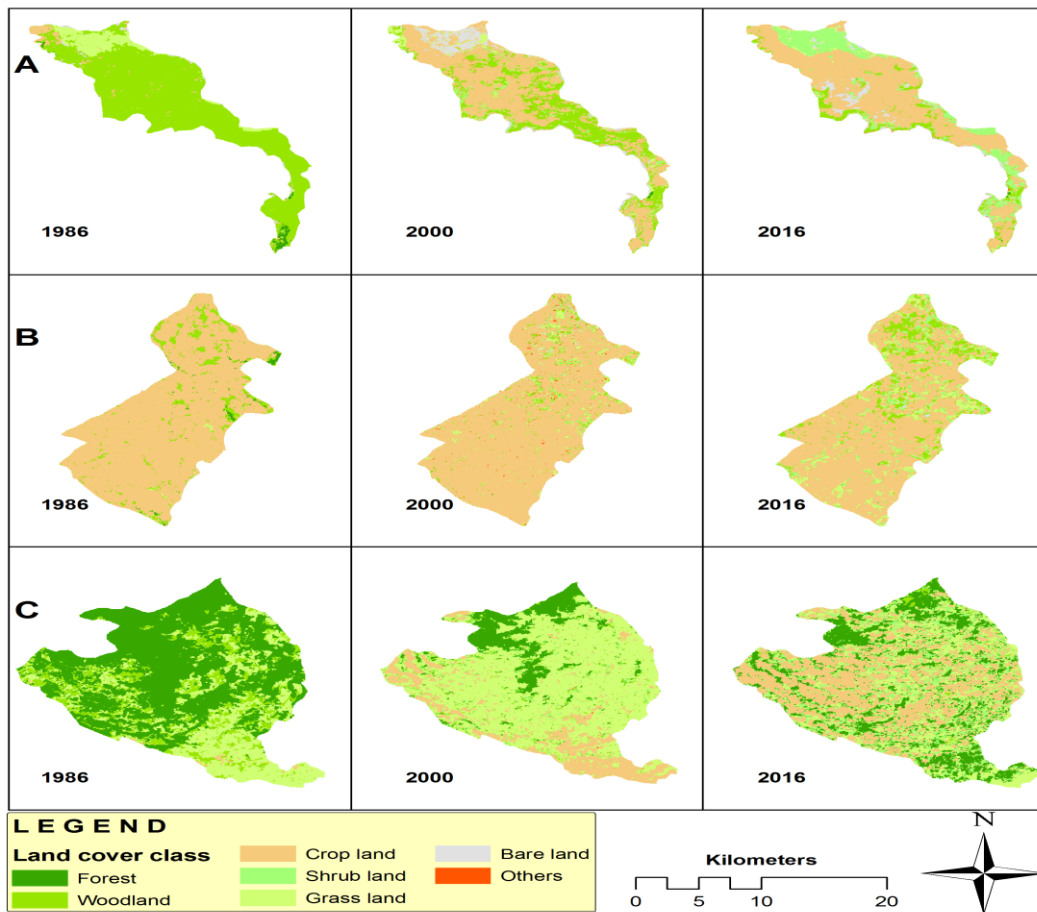 A
1986
2000
2016
B
1986
2000
2016
C
1986
2000
2016
L E G E N D
Land cover class
Forest
Woodland
Crop land
Shrub land
Grass land
Bare land
Others
Kilometers
0 5 10 20
N